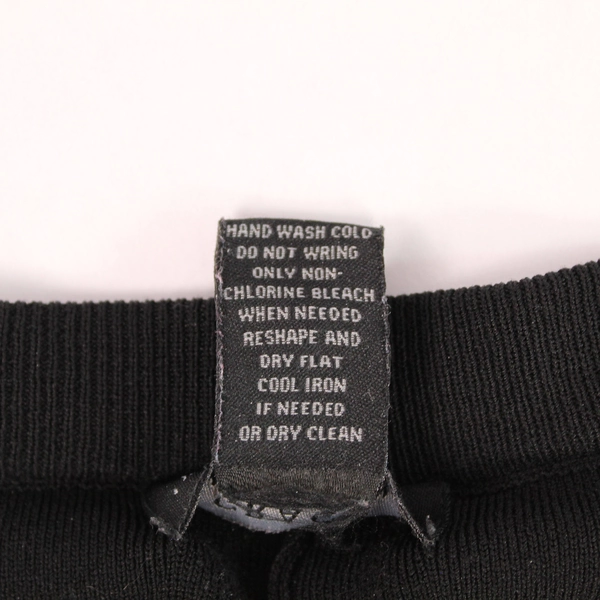 HAND WASH COLD
DO NOT WRING
ONLY NON-
CHLORINE BLEACH
WHEN NEEDED
RESHAPE AND
DRY FLAT
COOL IRON
IF NEEDED
OR DRY CLEAN